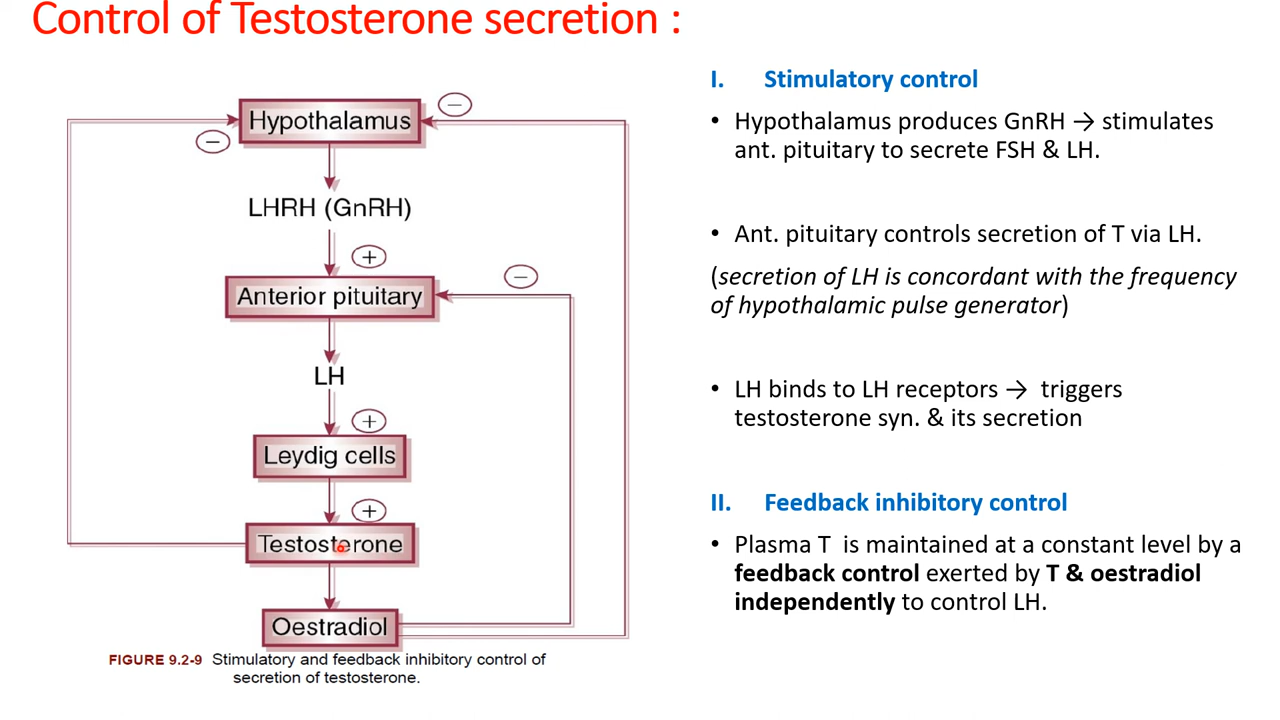 Control of Testosterone secretion :
Hypothalamus
−
−
LHRH (GnRH)
+
Anterior pituitary
−
LH
+
Leydig cells
+
Testosterone
Oestradiol
FIGURE 9.2-9 Stimulatory and feedback inhibitory control of
secretion of testosterone.
I. Stimulatory control
• Hypothalamus produces GnRH → stimulates
ant. pituitary to secrete FSH & LH.
• Ant. pituitary controls secretion of T via LH.
(secretion of LH is concordant with the frequency
of hypothalamic pulse generator)
• LH binds to LH receptors → triggers
testosterone syn. & its secretion
II. Feedback inhibitory control
• Plasma T is maintained at a constant level by a
feedback control exerted by T & oestradiol
independently to control LH.